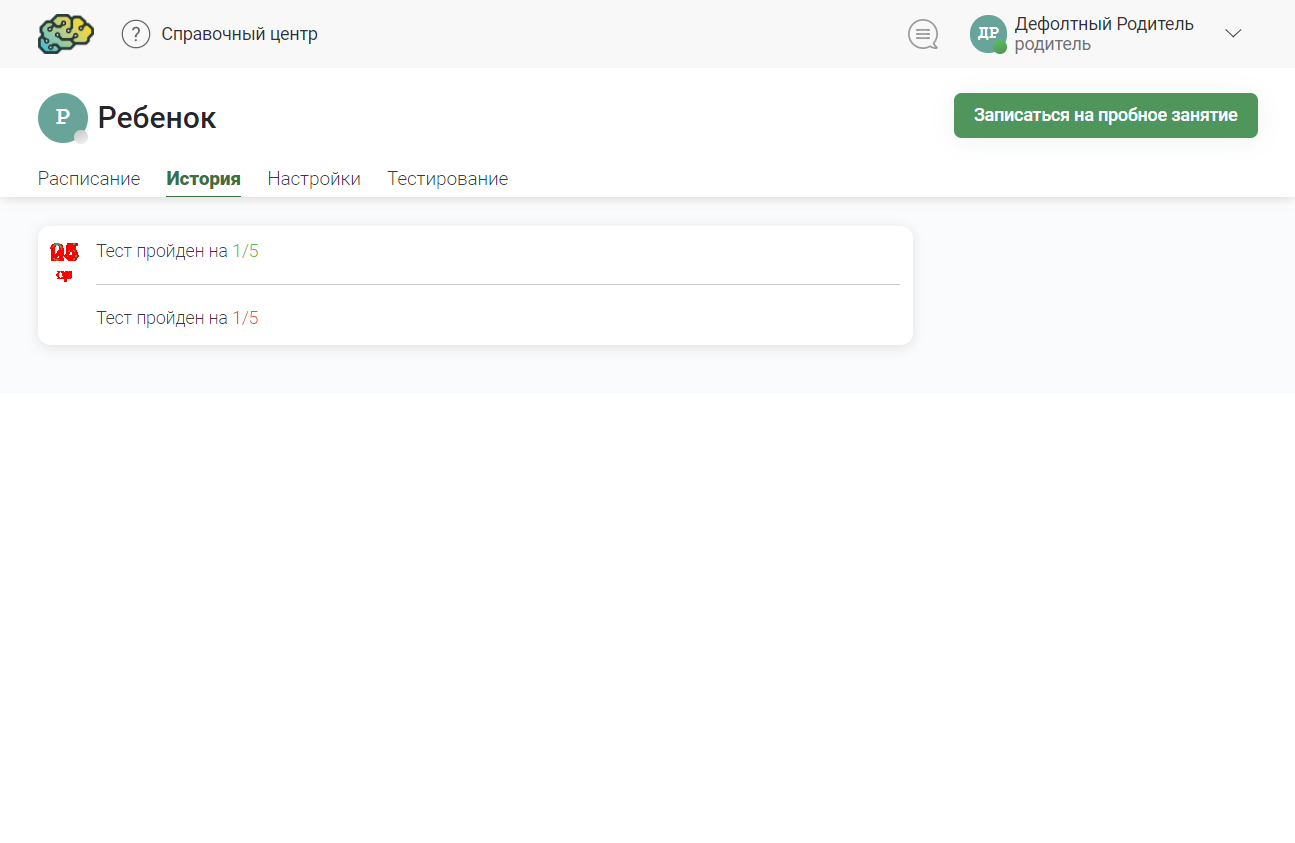 ? Справочный центр
ДР Дефолтный Родитель
родитель
Р Ребенок
Записаться на пробное занятие
Расписание История Настройки Тестирование
Тест пройден на 1/5
Тест пройден на 1/5